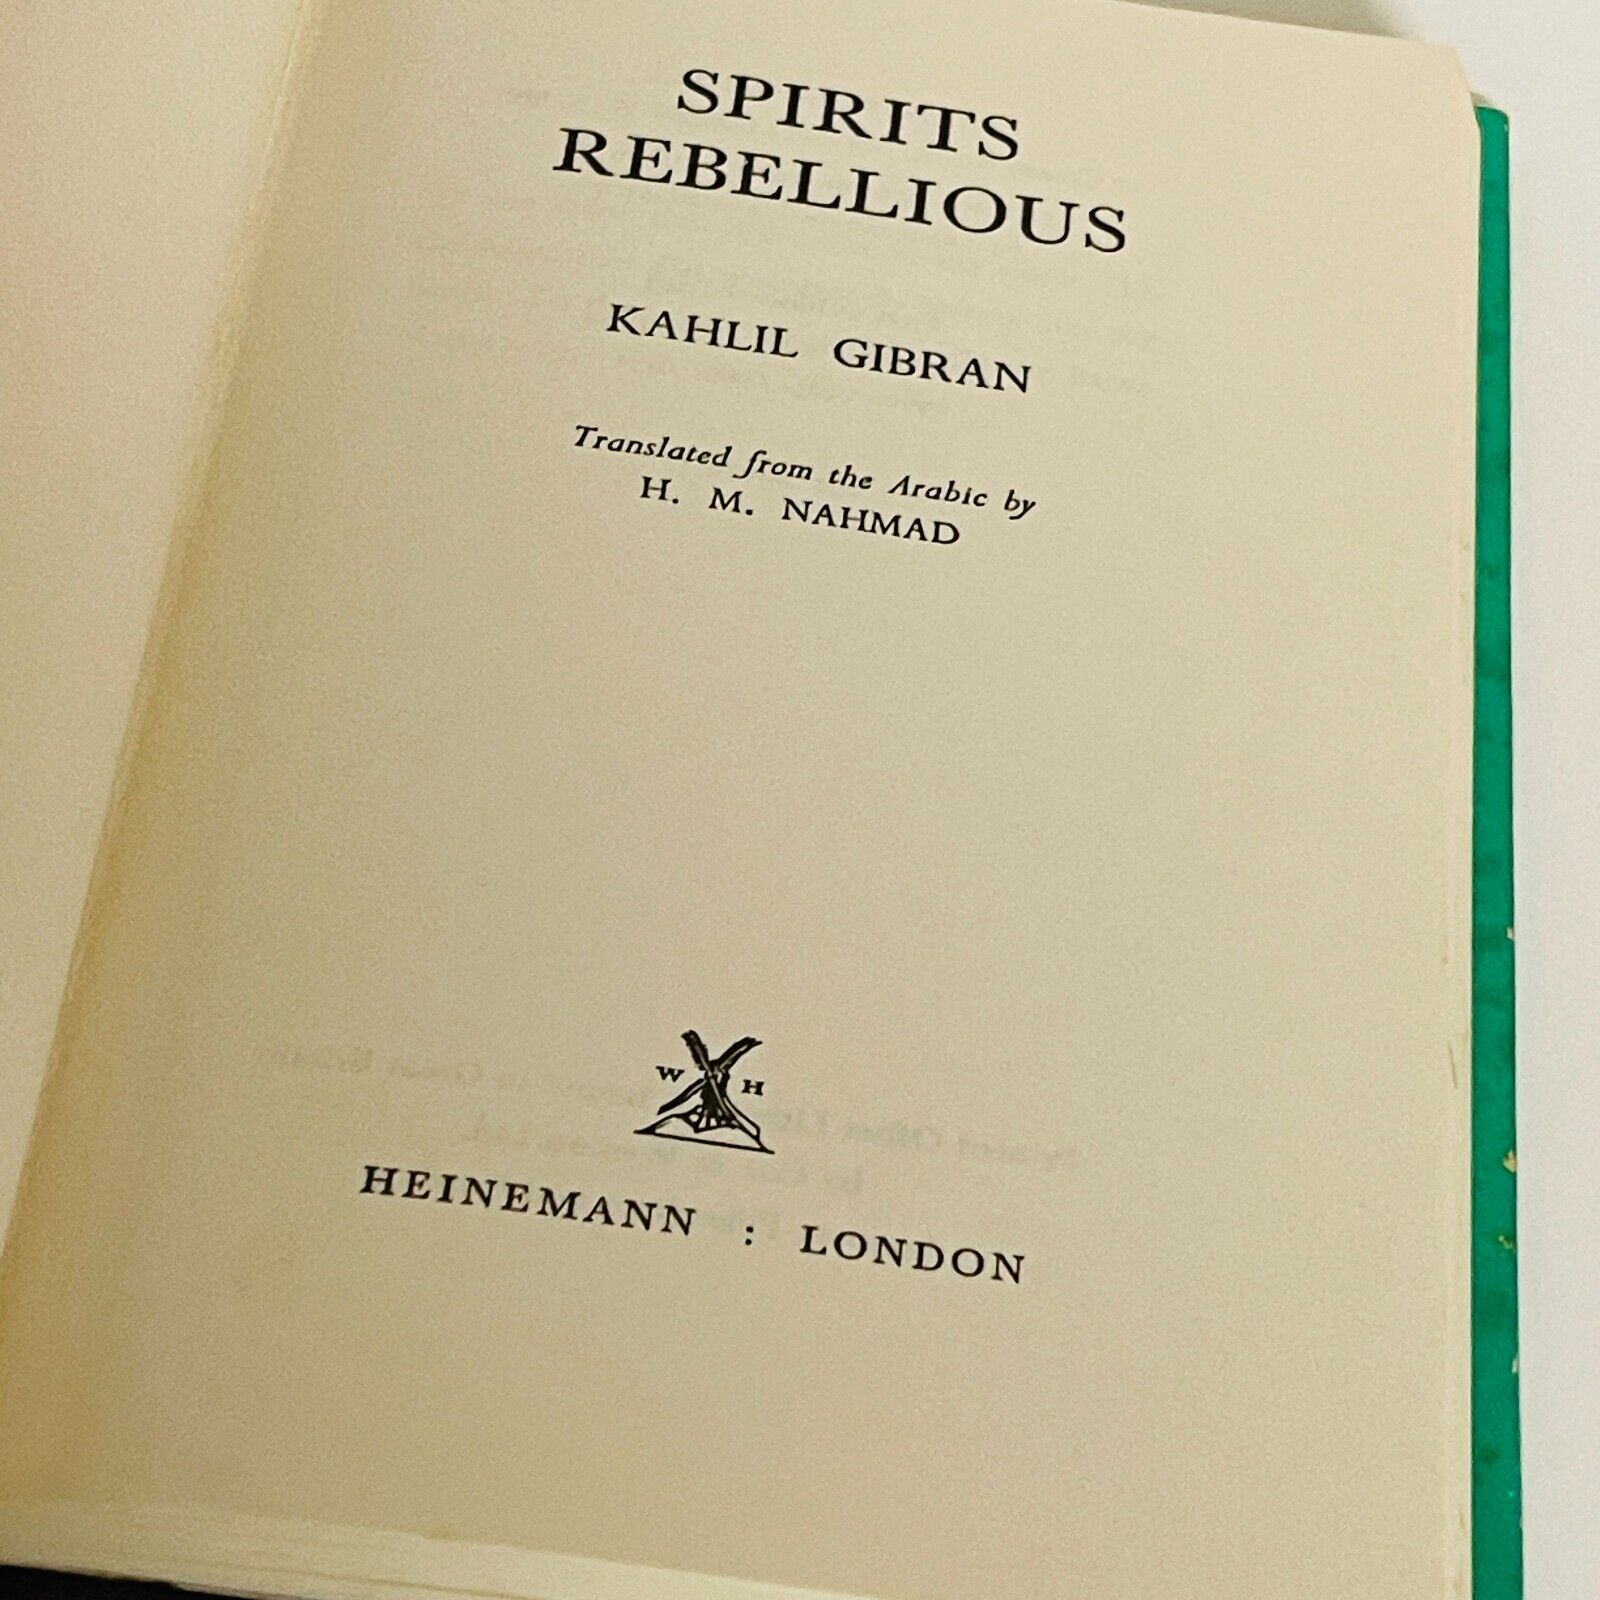 SPIRITS
REBELLIOUS
KAHLIL GIBRAN
Translated from the Arabic by
H. M. NAHMAD
W H
HEINEMANN : LONDON